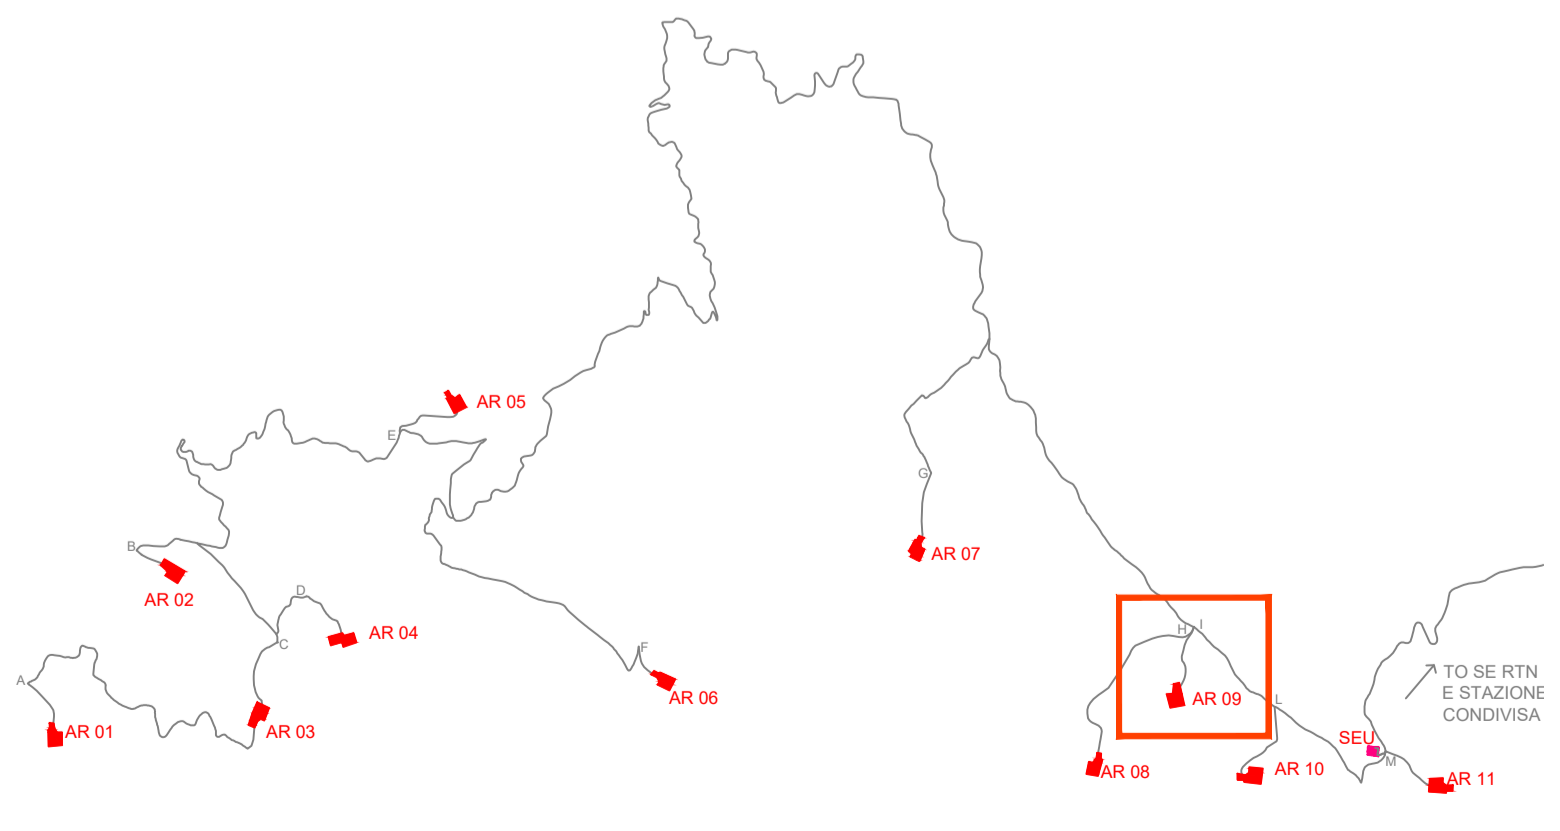 AR 05
E
G
B
AR 07
AR 02
D
AR 04
C
H
I
F
A
TO SE RTN
E STAZIONE
CONDIVISA
AR 06
AR 09
L
AR 01
AR 03
SEU
M
AR 08
AR 10
AR 11